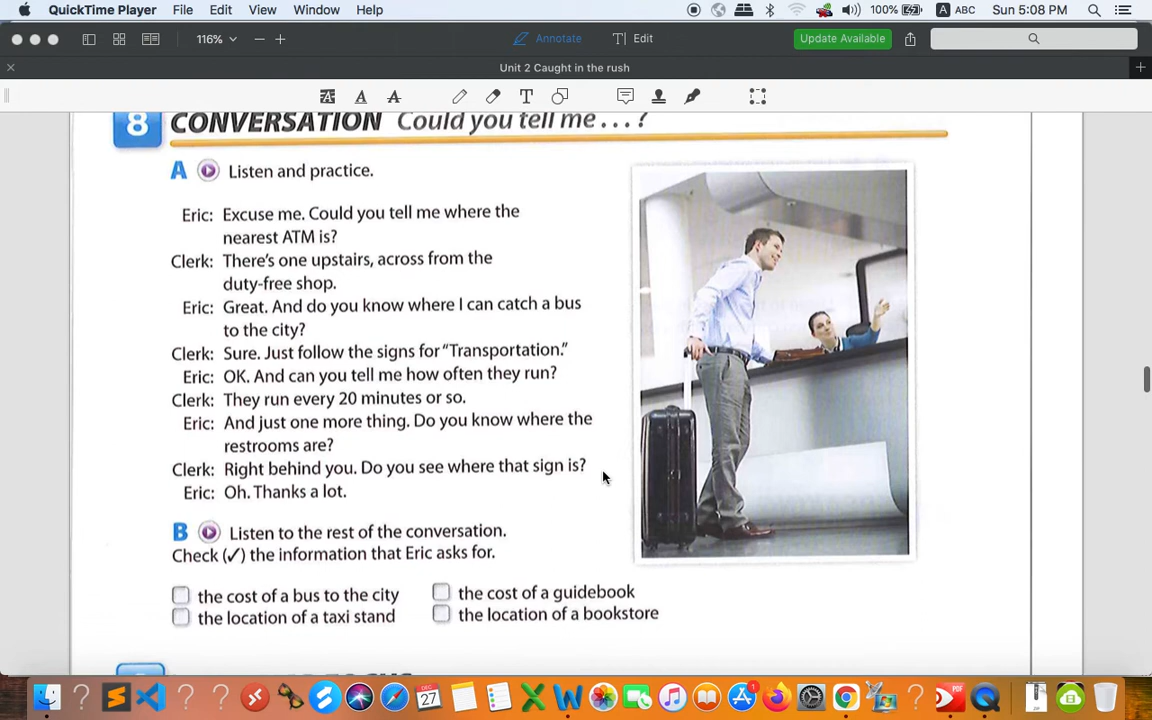 QuickTime Player File Edit View Window Help 100% A ABC Sun 5:08 PM
116% Annotate Edit Update Available
Unit 2 Caught in the rush
8 CONVERSATION Could you tell me . . . ?
A Listen and practice.
Eric: Excuse me. Could you tell me where the
nearest ATM is?
Clerk: There's one upstairs, across from the
duty-free shop.
Eric: Great. And do you know where I can catch a bus
to the city?
Clerk: Sure. Just follow the signs for "Transportation."
Eric: OK. And can you tell me how often they run?
Clerk: They run every 20 minutes or so.
Eric: And just one more thing. Do you know where the
restrooms are?
Clerk: Right behind you. Do you see where that sign is?
Eric: Oh. Thanks a lot.
B Listen to the rest of the conversation.
Check (✓) the information that Eric asks for.
the cost of a bus to the city
the cost of a guidebook
the location of a taxi stand
the location of a bookstore